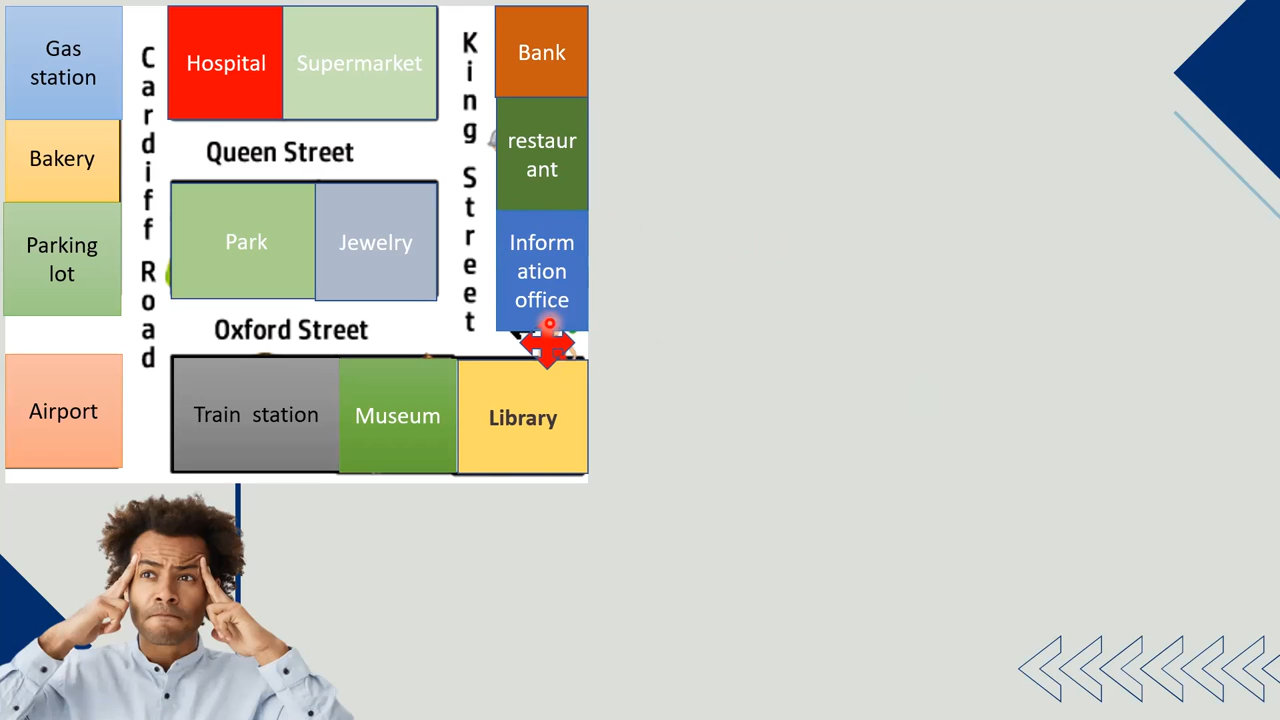 Gas
station
Bakery
Parking
lot
Airport
Cardiff Road
Hospital
Supermarket
Queen Street
Park
Jewelry
Oxford Street
Train station
Museum
Library
King Street
Bank
restaur
ant
Inform
ation
office